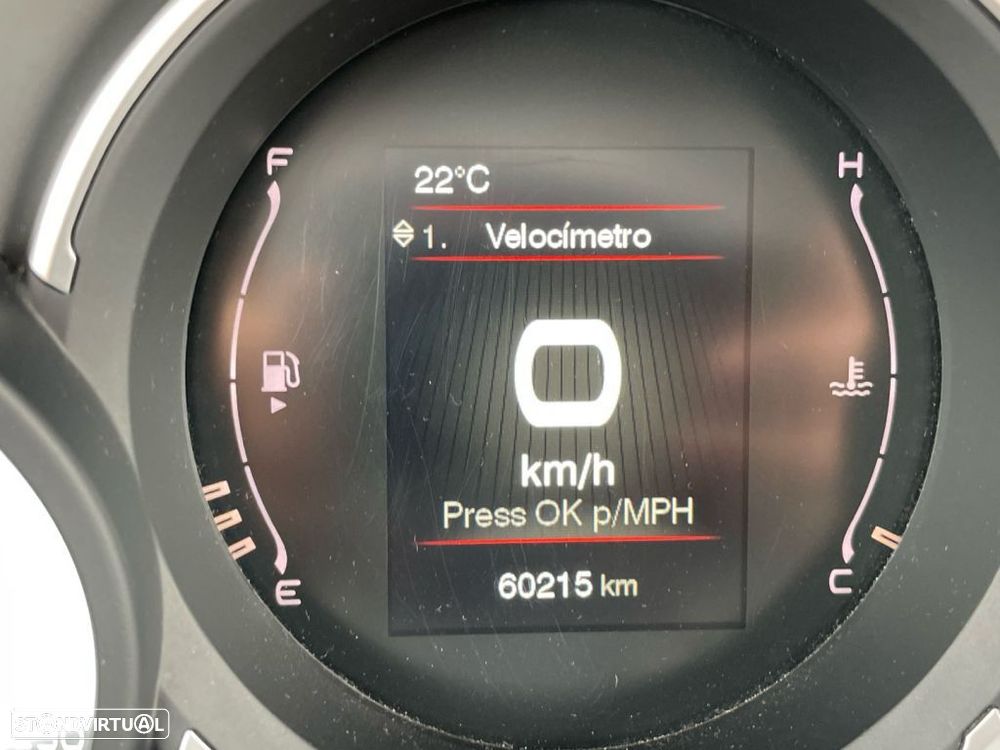 F
H
22°C
1. Velocímetro
0
km/h
Press OK p/MPH
60215 km
E
C
STANDVIRTUAL